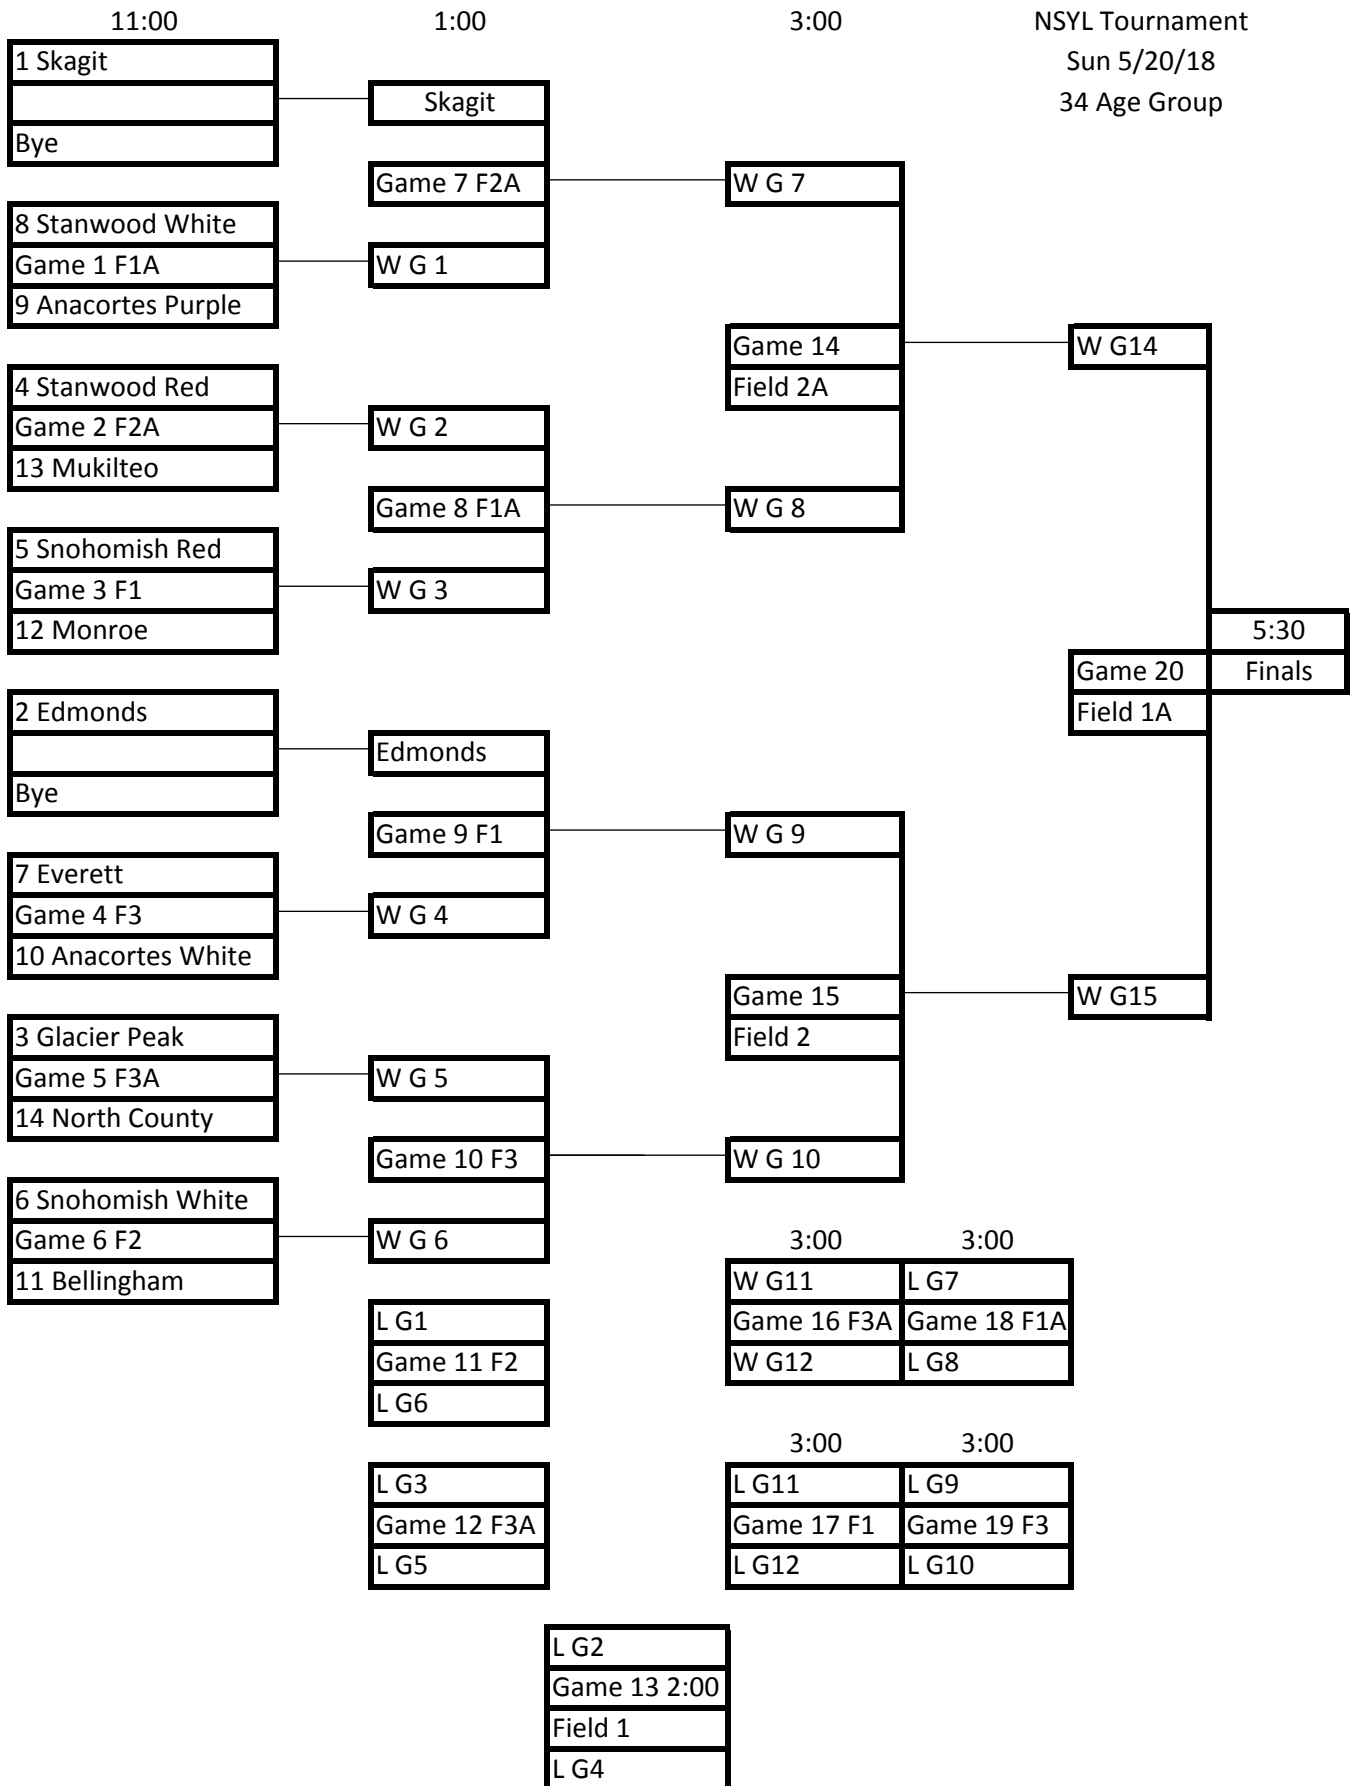 11:00 1:00 3:00 NSYL Tournament
1 Skagit Sun 5/20/18
Skagit 34 Age Group
Bye
Game 7 F2A W G 7
8 Stanwood White
Game 1 F1A W G 1
9 Anacortes Purple
Game 14 W G14
4 Stanwood Red Field 2A
Game 2 F2A W G 2
13 Mukilteo
Game 8 F1A W G 8
5 Snohomish Red
Game 3 F1 W G 3
12 Monroe 5:30
Game 20 Finals
2 Edmonds Field 1A
Edmonds
Bye
Game 9 F1 W G 9
7 Everett
Game 4 F3 W G 4
10 Anacortes White
Game 15 W G15
3 Glacier Peak Field 2
Game 5 F3A W G 5
14 North County
Game 10 F3 W G 10
6 Snohomish White
Game 6 F2 W G 6 3:00 3:00
11 Bellingham W G11 L G7
L G1 Game 16 F3A Game 18 F1A
Game 11 F2 W G12 L G8
L G6
3:00 3:00
L G3 L G11 L G9
Game 12 F3A Game 17 F1 Game 19 F3
L G5 L G12 L G10
L G2
Game 13 2:00
Field 1
L G4